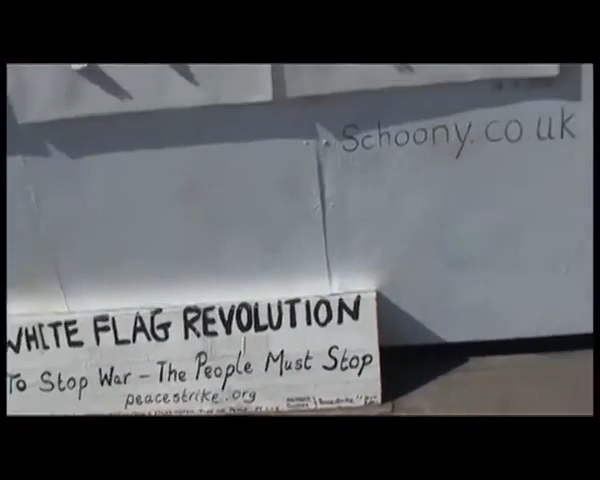 Schoony.co uk
WHITE FLAG REVOLUTION
To Stop War - The People Must Stop
peacestrike.org